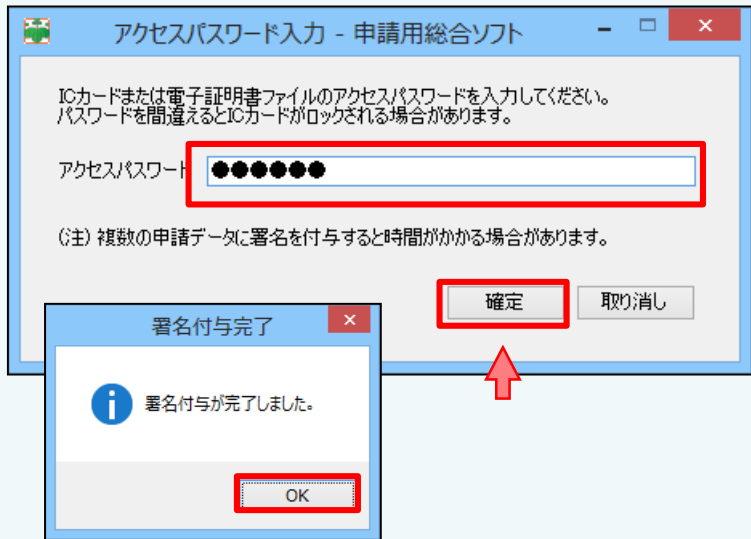 アクセスパスワード入力 - 申請用総合ソフト
ICカードまたは電子証明書ファイルのアクセスパスワードを入力してください。
パスワードを間違えるとICカードがロックされる場合があります。
アクセスパスワード ●●●●●●
(注) 複数の申請データに署名を付与すると時間がかかる場合があります。
確定 取り消し
署名付与完了
署名付与が完了しました。
OK